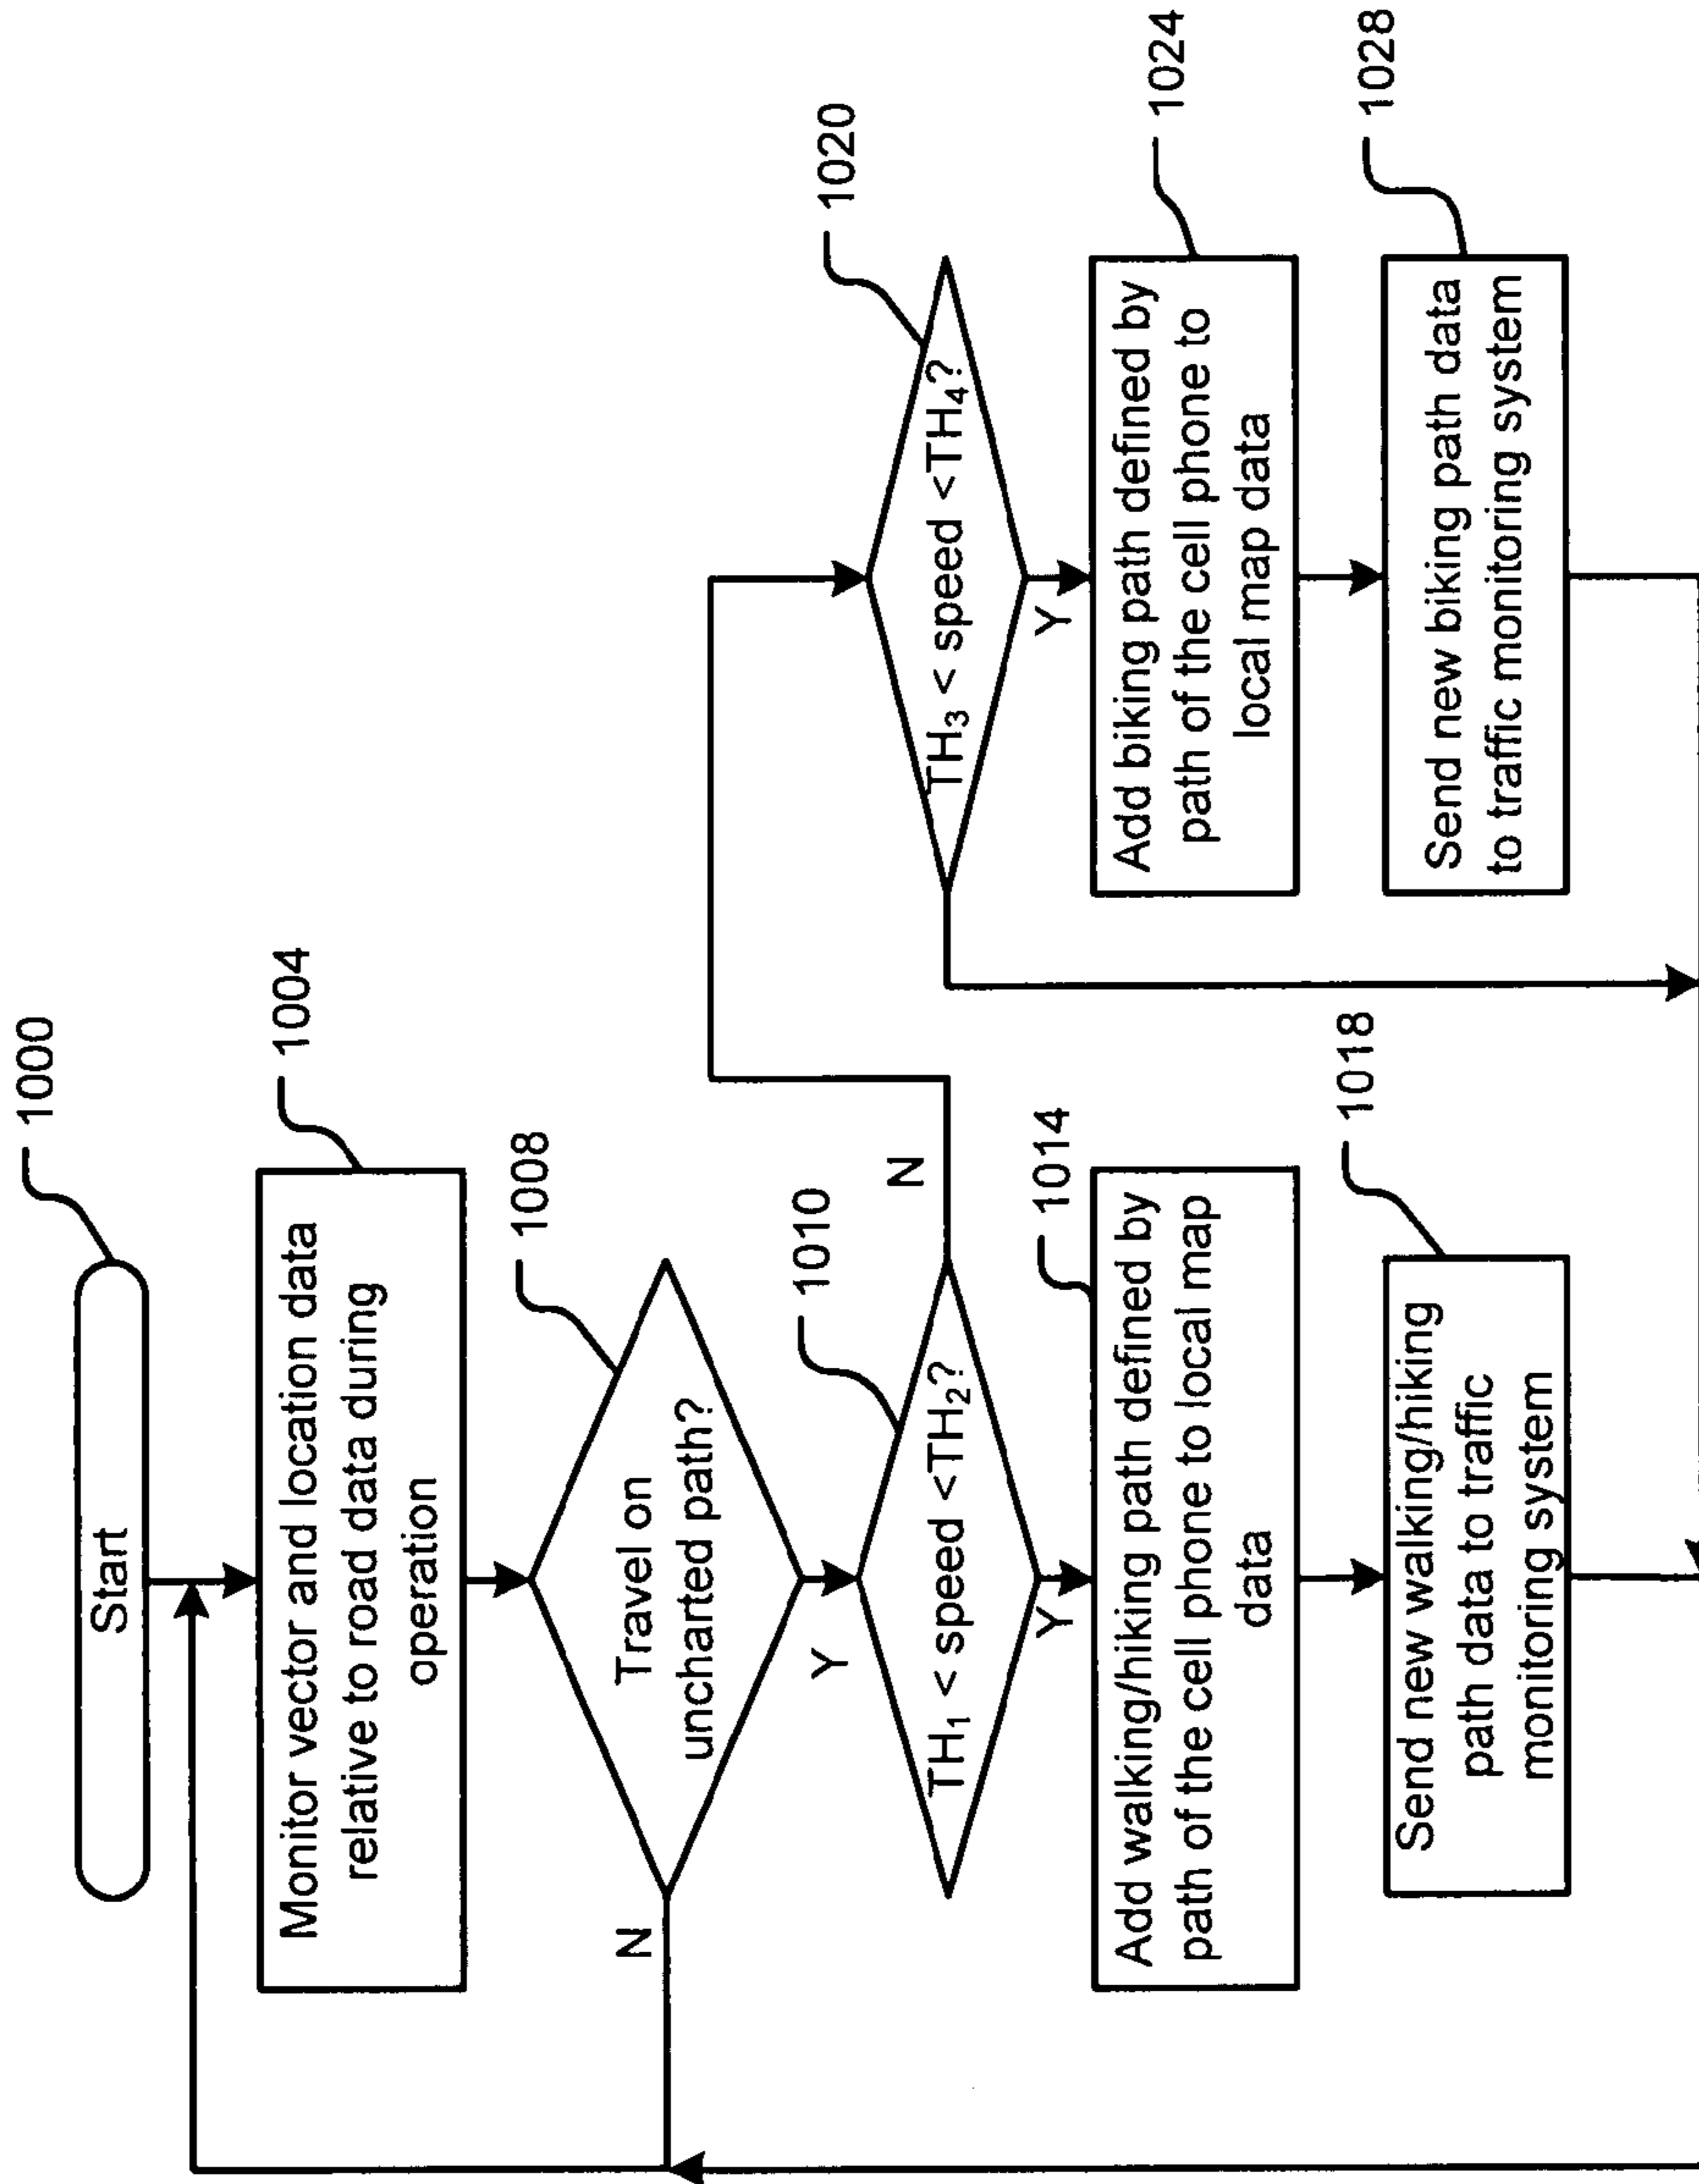 Start
1000
Monitor vector and location data
relative to road data during
operation
1004
Travel on
uncharted path?
1008
N
Y
TH₁ < speed <TH₂?
1010
N
Y
Add walking/hiking path defined by
path of the cell phone to local map
data
1014
Send new walking/hiking
path data to traffic
monitoring system
1018
TH₃ < speed <TH₄?
1020
Y
Add biking path defined by
path of the cell phone to
local map data
1024
Send new biking path data
to traffic monitoring system
1028